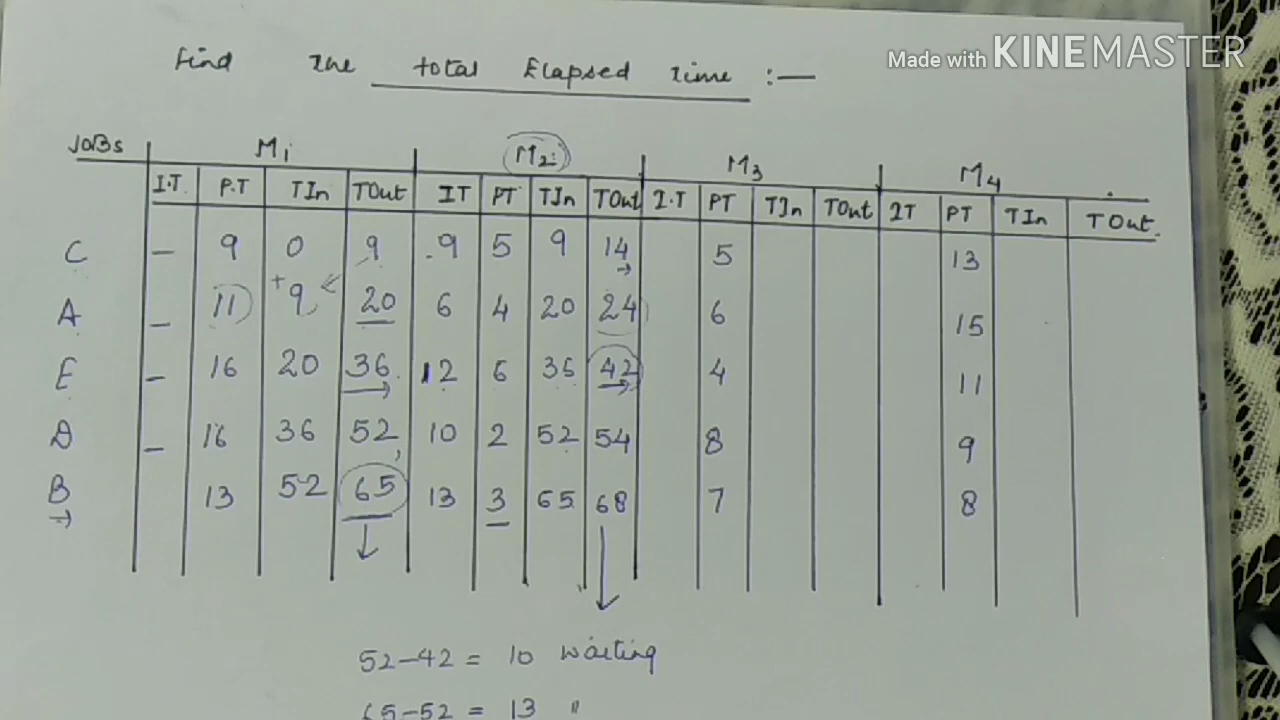 Made with KINEMASTER
Find the total Elapsed time :—
JOBs M1 M2 M3 M4
I.T. P.T TIn TOut IT PT TIn TOut I.T PT TIn TOut IT PT TIn TOut.
C — 9 0 9 9 5 9 14 5 13
A — 11 +9 20 6 4 20 24 6 15
E — 16 20 36 12 6 36 42 4 11
D — 16 36 52 10 2 52 54 8 9
B 13 52 65 13 3 65 68 7 8
52-42 = 10 waiting
65-52 = 13 "